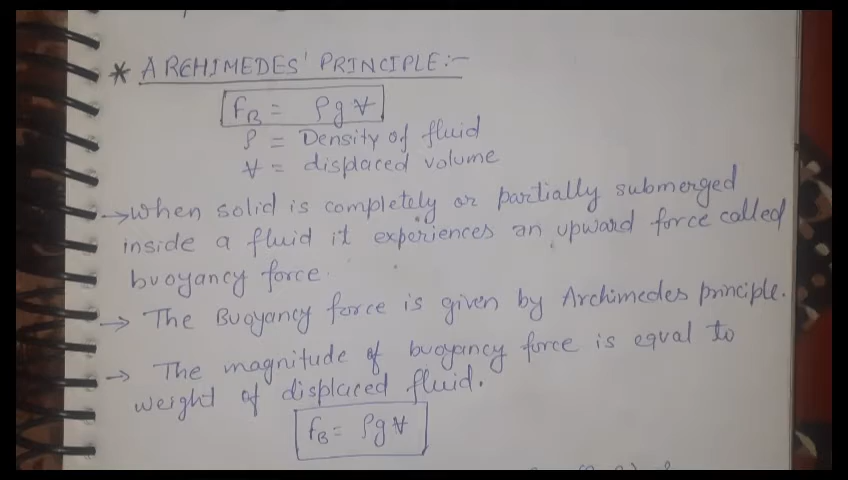 * ARCHIMEDES' PRINCIPLE:-
FB = ρg∀
ρ = Density of fluid
∀ = displaced volume
→ When solid is completely or partially submerged
inside a fluid it experiences an upward force called
buoyancy force.
→ The Buoyancy force is given by Archimedes principle.
→ The magnitude of buoyancy force is equal to
weight of displaced fluid.
fB = ρg∀